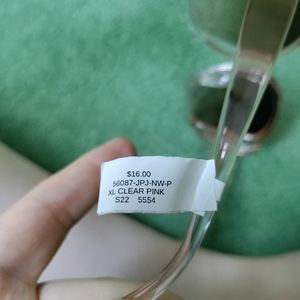 $16.00
56087-JPJ-NW-P
XL CLEAR PINK
S22 5554